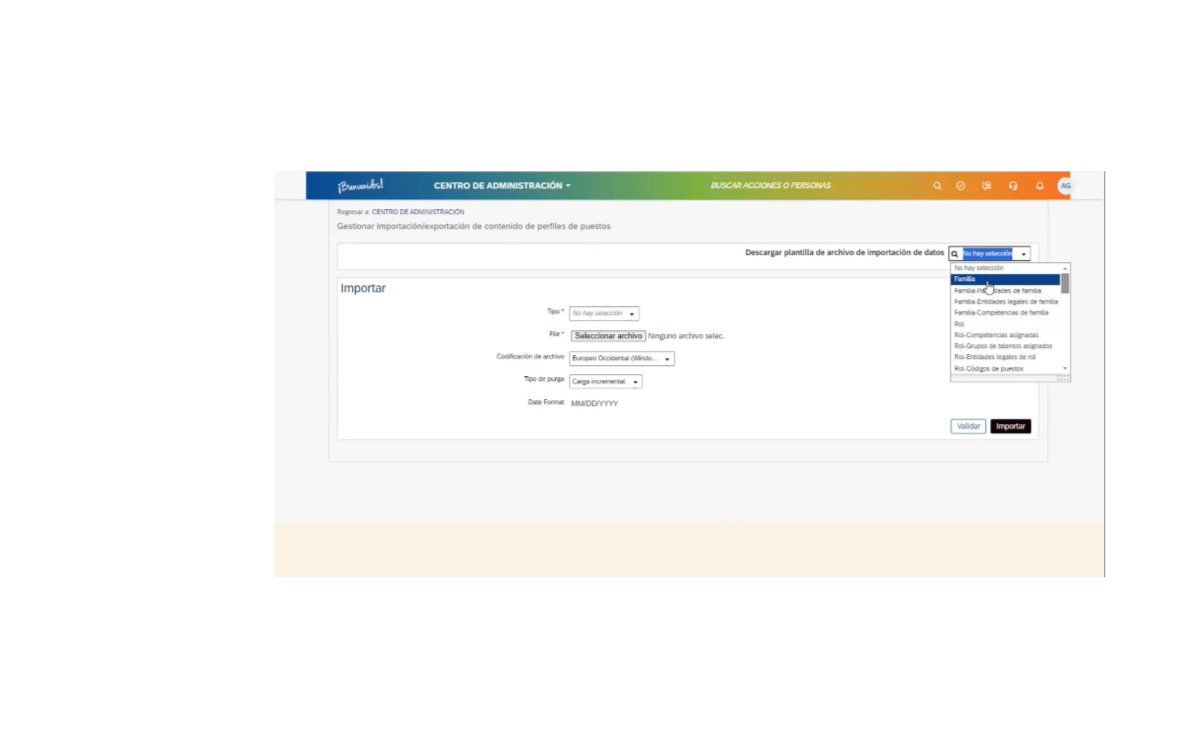 ¡Bienvenidos!
CENTRO DE ADMINISTRACIÓN
BUSCAR ACCIONES O PERSONAS
AG
Regresar a: CENTRO DE ADMINISTRACIÓN
Gestionar importación/exportación de contenido de perfiles de puestos
Descargar plantilla de archivo de importación de datos
No hay selección
No hay selección
Familia
Familia-Habilidades de familia
Familia-Entidades legales de familia
Familia-Competencias de familia
Rol
Rol-Competencias asignadas
Rol-Grupos de talentos asignados
Rol-Entidades legales de rol
Rol-Códigos de puestos
Importar
Tipo * No hay selección
File * Seleccionar archivo Ninguno archivo selec.
Codificación de archivo Europeo Occidental (Windo...
Tipo de purga Carga incremental
Date Format MM/DD/YYYY
Validar Importar